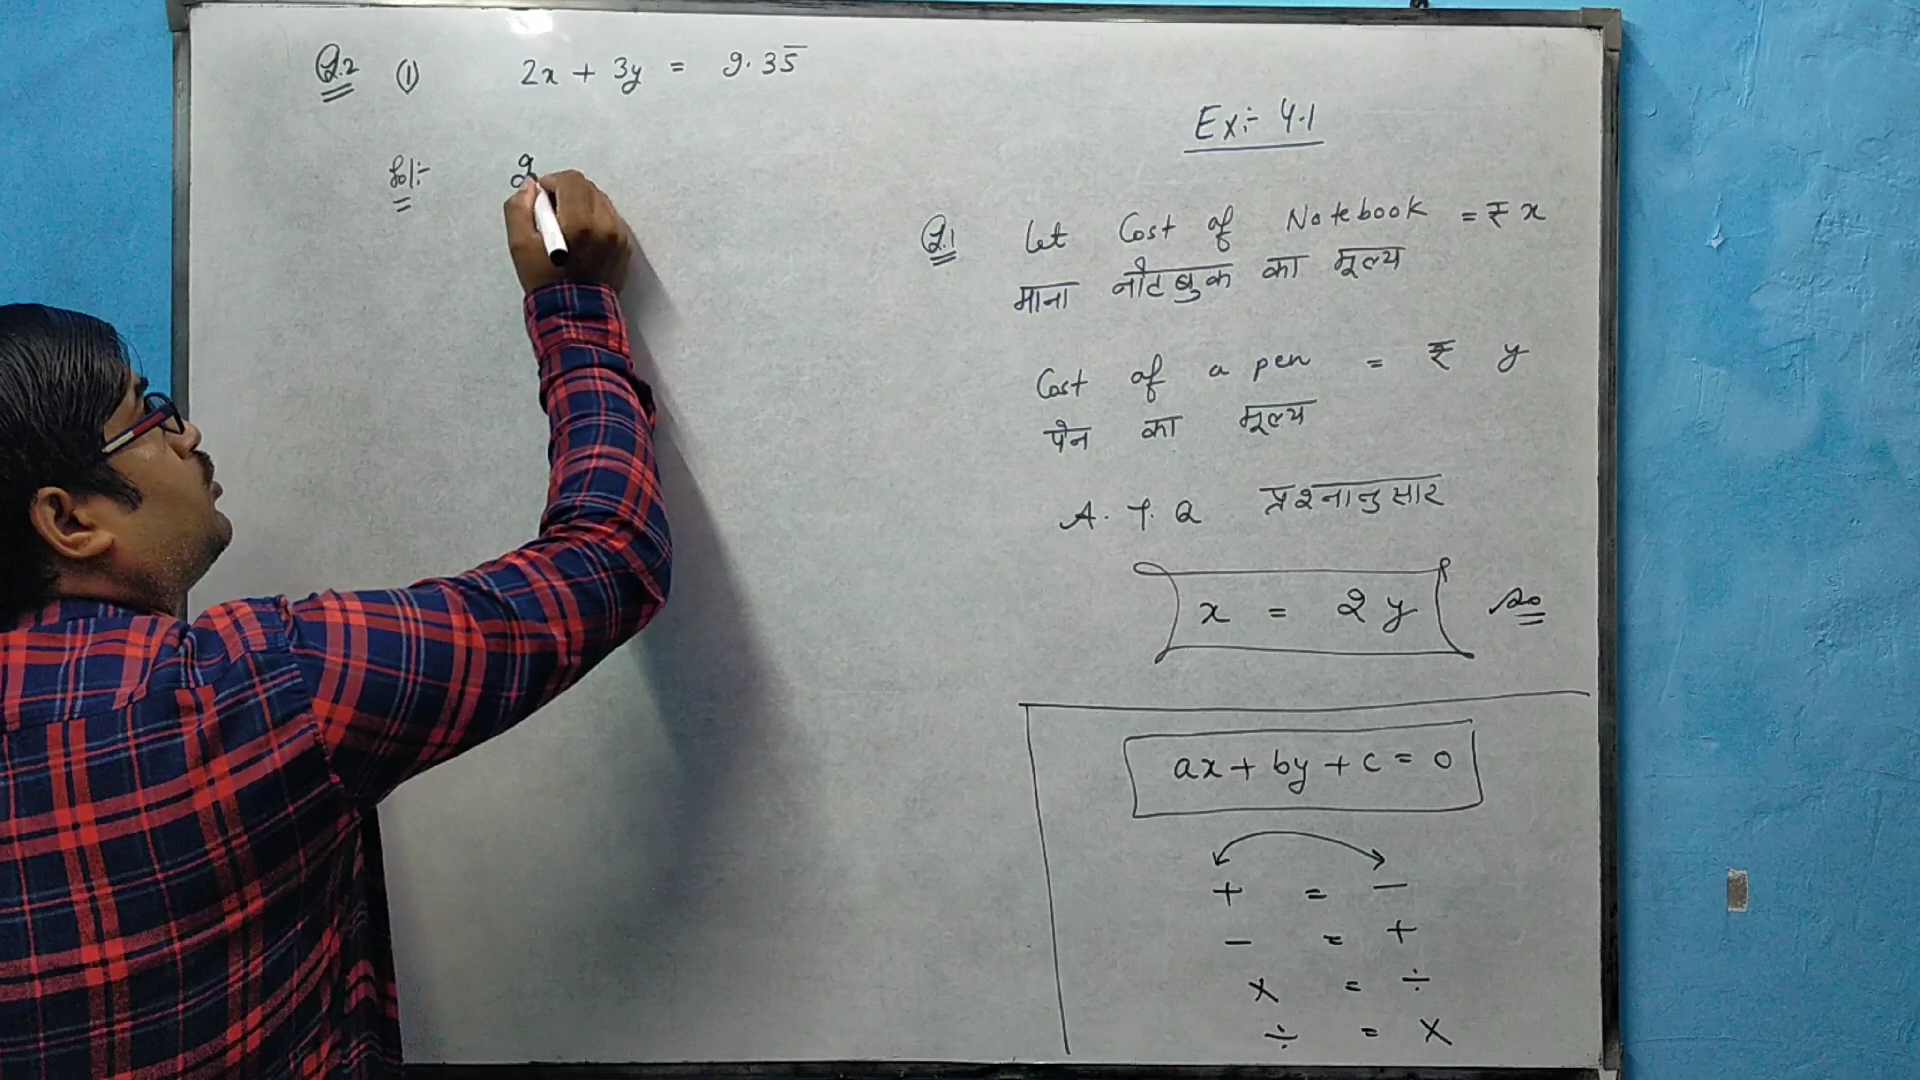 Q.2 (1) 2x + 3y = 9.35̅
Sol:- 2
Ex:- 4.1
Q.1 Let Cost of Notebook = ₹ x
माना नोटबुक का मूल्य
Cost of a pen = ₹ y
पेन का मूल्य
A. T. Q प्रश्नानुसार
x = 2y
ax + by + c = 0
+ = −
− = +
× = ÷
÷ = ×